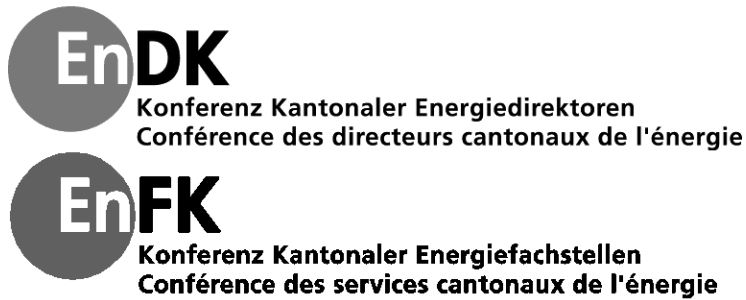 EnDK
Konferenz Kantonaler Energiedirektoren
Conférence des directeurs cantonaux de l'énergie
EnFK
Konferenz Kantonaler Energiefachstellen
Conférence des services cantonaux de l'énergie